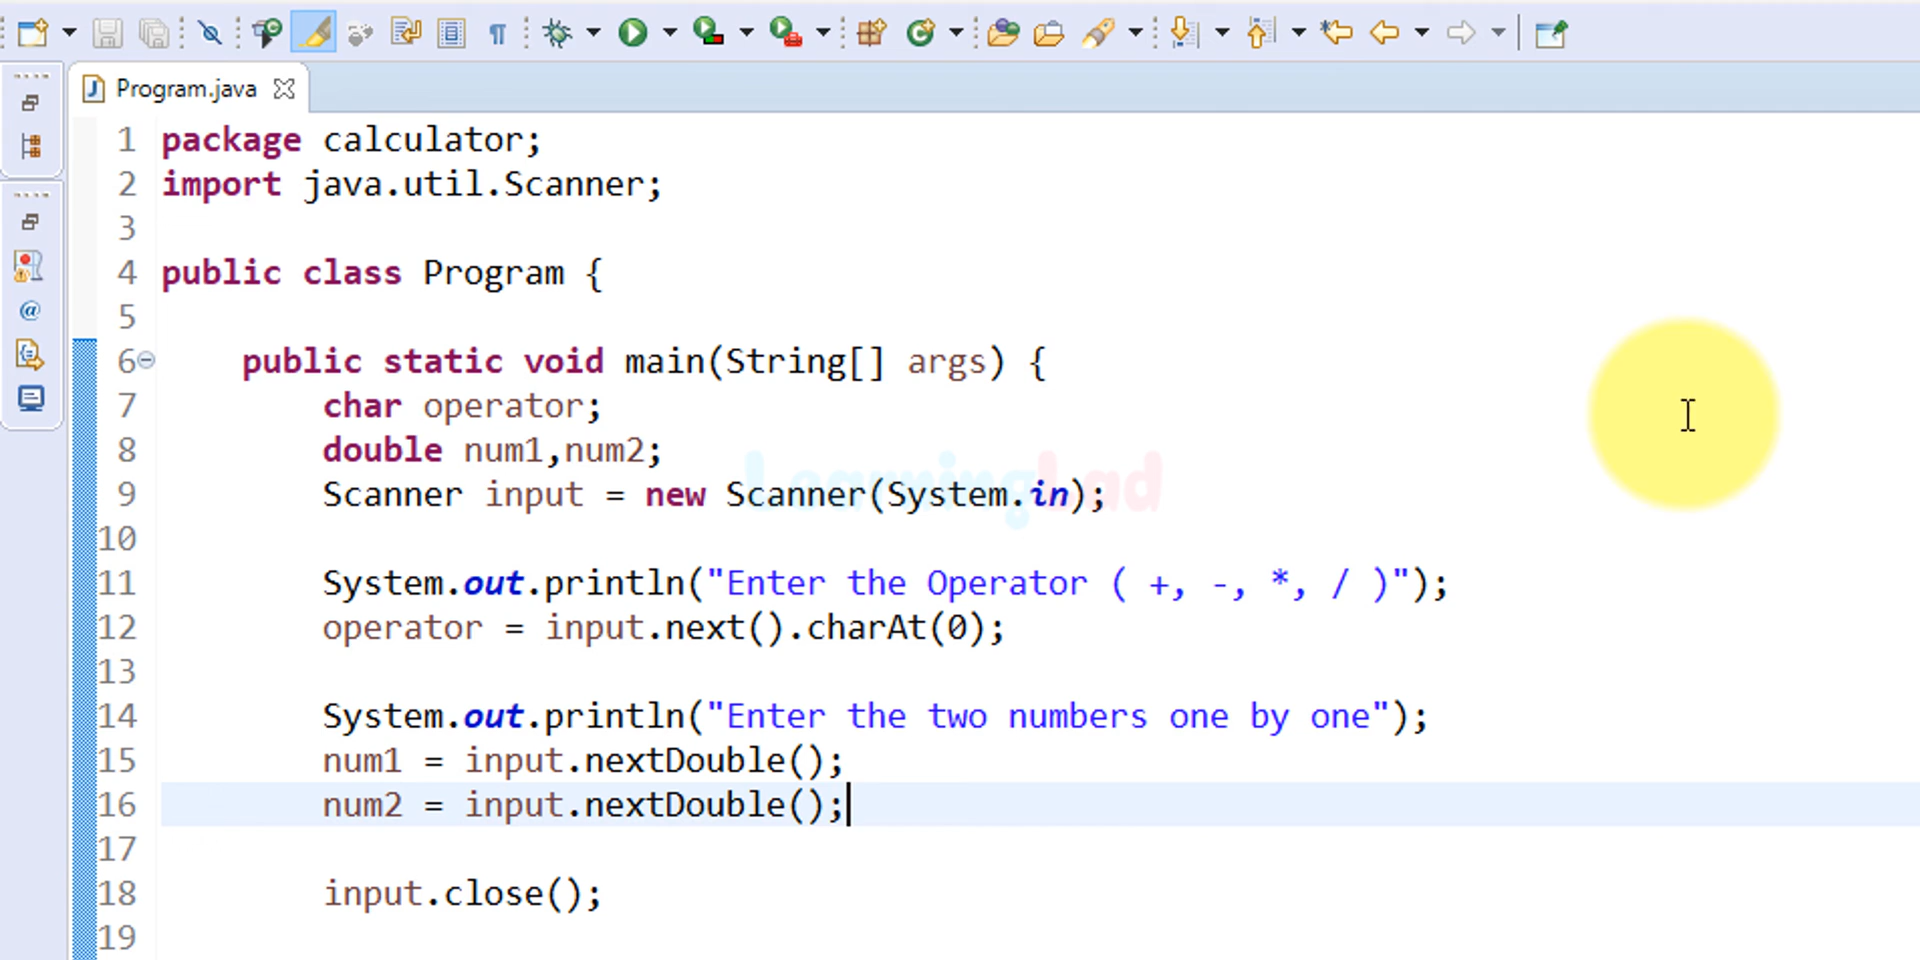 Program.java
1 package calculator;
2 import java.util.Scanner;
3
4 public class Program {
5
6 public static void main(String[] args) {
7 char operator;
8 double num1,num2;
LearningLad
9 Scanner input = new Scanner(System.in);
10
11 System.out.println("Enter the Operator ( +, -, *, / )");
12 operator = input.next().charAt(0);
13
14 System.out.println("Enter the two numbers one by one");
15 num1 = input.nextDouble();
16 num2 = input.nextDouble();
17
18 input.close();
19